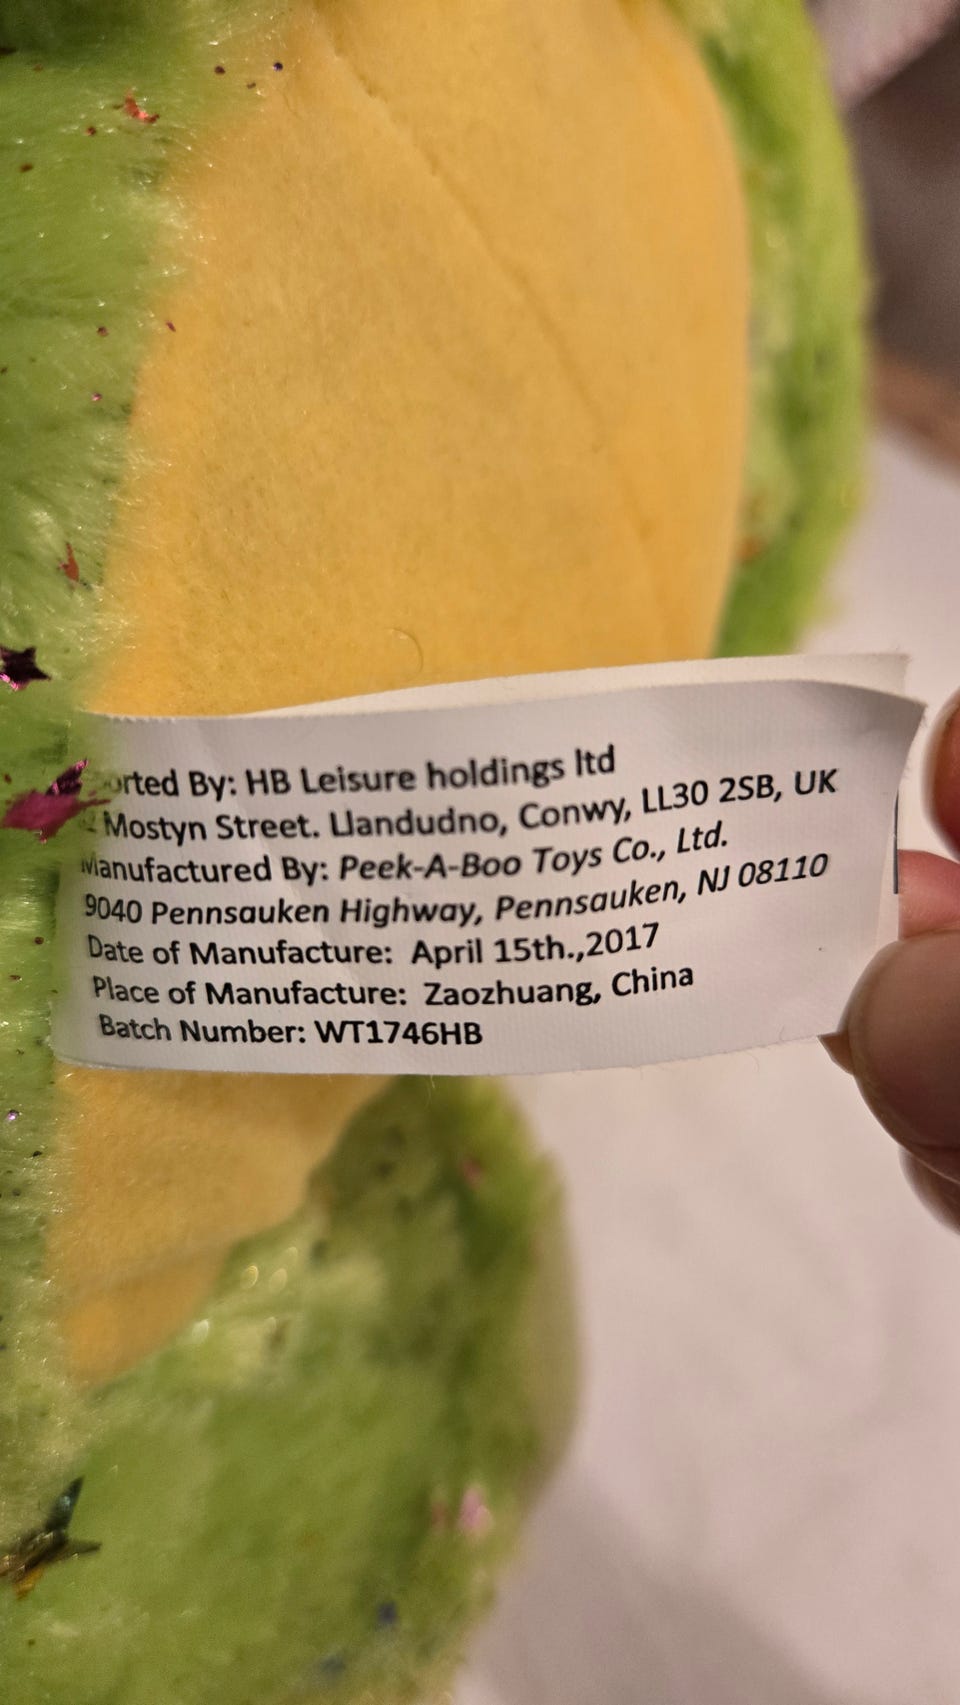 By: HB Leisure holdings ltd
Mostyn Street. Llandudno, Conwy, LL30 2SB, UK
Manufactured By: Peek-A-Boo Toys Co., Ltd.
9040 Pennsauken Highway, Pennsauken, NJ 08110
Date of Manufacture: April 15th.,2017
Place of Manufacture: Zaozhuang, China
Batch Number: WT1746HB